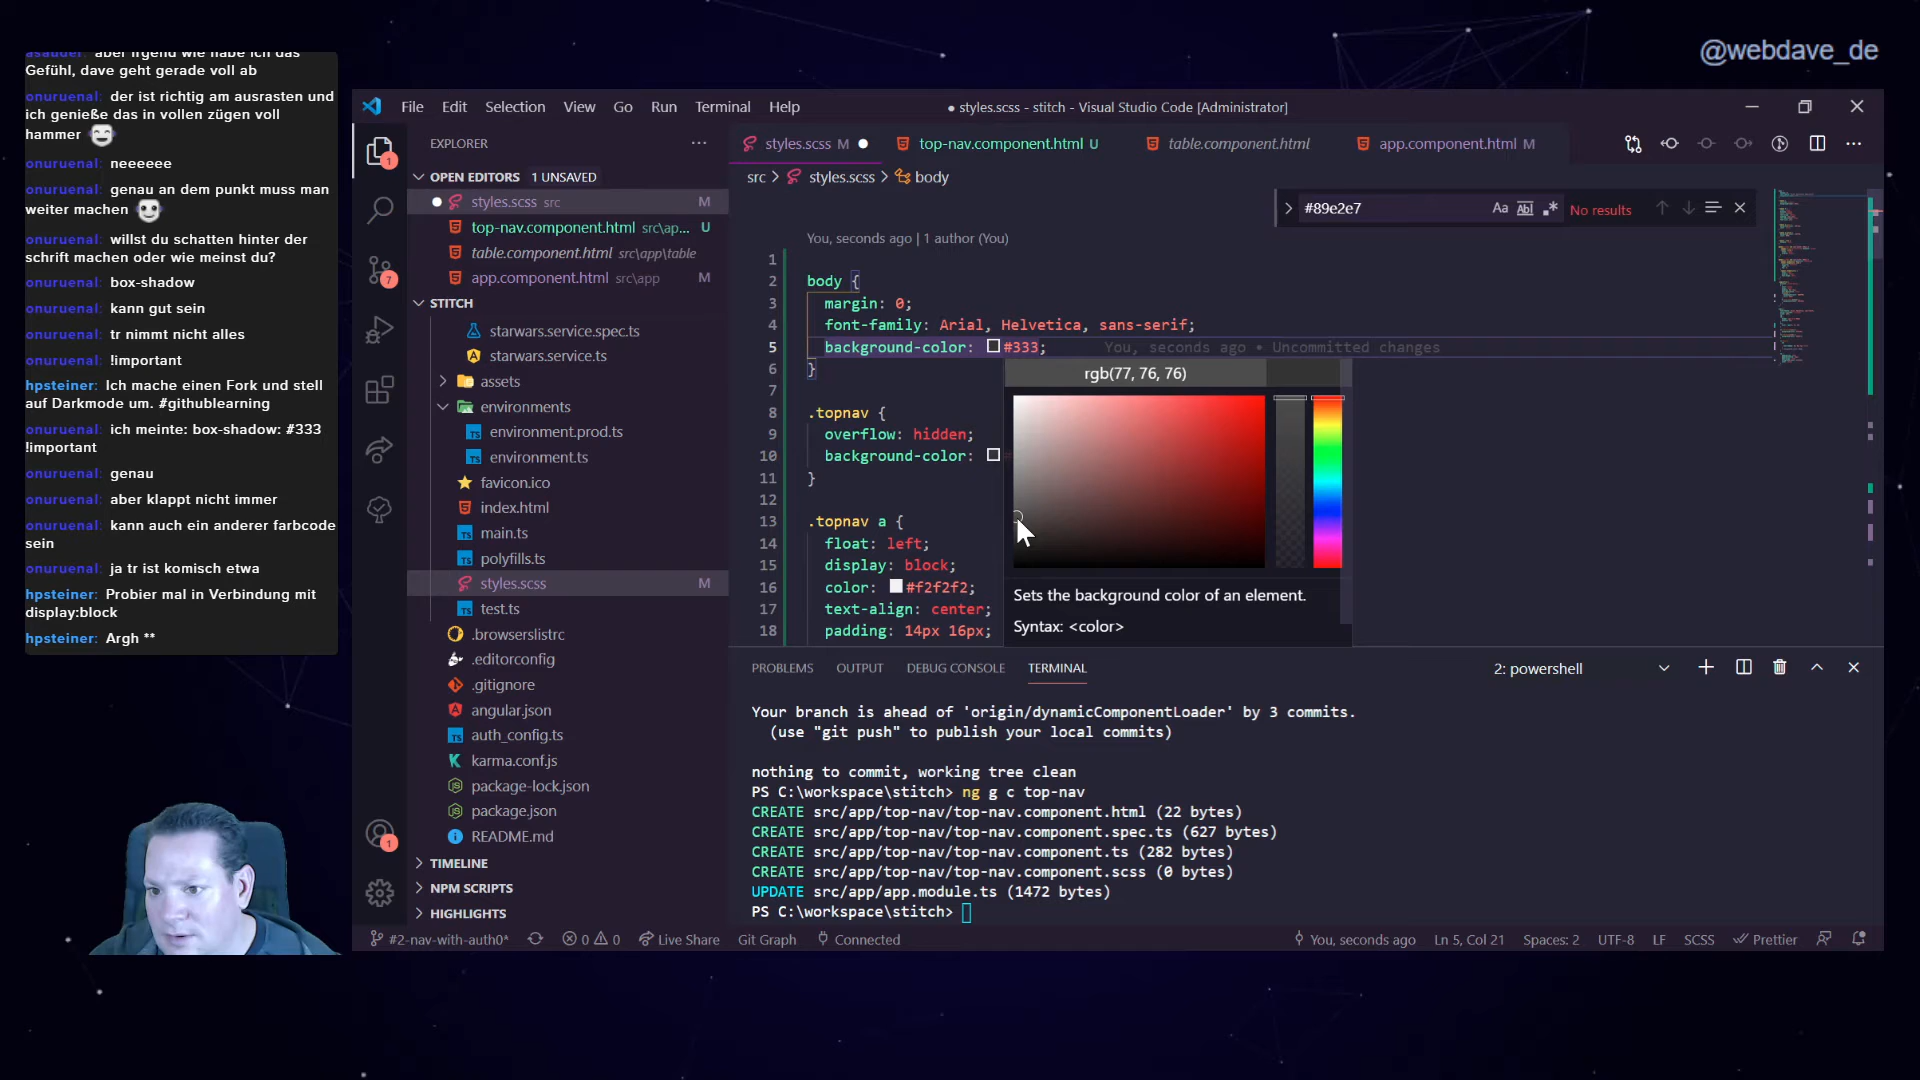 @webdave_de
asauder: aber irgend wie habe ich das
Gefühl, dave geht gerade voll ab
onuruenal: der ist richtig am ausrasten und
ich genieße das in vollen zügen voll
hammer
onuruenal: neeeeee
onuruenal: genau an dem punkt muss man
weiter machen
onuruenal: willst du schatten hinter der
schrift machen oder wie meinst du?
onuruenal: box-shadow
onuruenal: kann gut sein
onuruenal: tr nimmt nicht alles
onuruenal: !important
hpsteiner: Ich mache einen Fork und stell
auf Darkmode um. #githublearning
onuruenal: ich meinte: box-shadow: #333
!important
onuruenal: genau
onuruenal: aber klappt nicht immer
onuruenal: kann auch ein anderer farbcode
sein
onuruenal: ja tr ist komisch etwa
hpsteiner: Probier mal in Verbindung mit
display:block
hpsteiner: Argh **
File Edit Selection View Go Run Terminal Help
● styles.scss - stitch - Visual Studio Code [Administrator]
EXPLORER
1
7
1
OPEN EDITORS 1 UNSAVED
styles.scss src M
top-nav.component.html src\ap... U
table.component.html src\app\table
app.component.html src\app M
STITCH
starwars.service.spec.ts
starwars.service.ts
assets
environments
environment.prod.ts
environment.ts
favicon.ico
index.html
main.ts
polyfills.ts
styles.scss M
test.ts
.browserslistrc
.editorconfig
.gitignore
angular.json
auth_config.ts
karma.conf.js
package-lock.json
package.json
README.md
TIMELINE
NPM SCRIPTS
HIGHLIGHTS
styles.scss M
top-nav.component.html U
table.component.html
app.component.html M
src > styles.scss > body
#89e2e7
Aa Abl .*
No results
You, seconds ago | 1 author (You)
1
2 body {
3 margin: 0;
4 font-family: Arial, Helvetica, sans-serif;
5 background-color: #333; You, seconds ago • Uncommitted changes
6 }
7
8 .topnav {
9 overflow: hidden;
10 background-color:
11 }
12
13 .topnav a {
14 float: left;
15 display: block;
16 color: #f2f2f2;
17 text-align: center;
18 padding: 14px 16px;
rgb(77, 76, 76)
Sets the background color of an element.
Syntax: <color>
PROBLEMS OUTPUT DEBUG CONSOLE TERMINAL
2: powershell
Your branch is ahead of 'origin/dynamicComponentLoader' by 3 commits.
(use "git push" to publish your local commits)
nothing to commit, working tree clean
PS C:\workspace\stitch> ng g c top-nav
CREATE src/app/top-nav/top-nav.component.html (22 bytes)
CREATE src/app/top-nav/top-nav.component.spec.ts (627 bytes)
CREATE src/app/top-nav/top-nav.component.ts (282 bytes)
CREATE src/app/top-nav/top-nav.component.scss (0 bytes)
UPDATE src/app/app.module.ts (1472 bytes)
PS C:\workspace\stitch>
#2-nav-with-auth0* 0 0 Live Share Git Graph Connected
You, seconds ago Ln 5, Col 21 Spaces: 2 UTF-8 LF SCSS Prettier